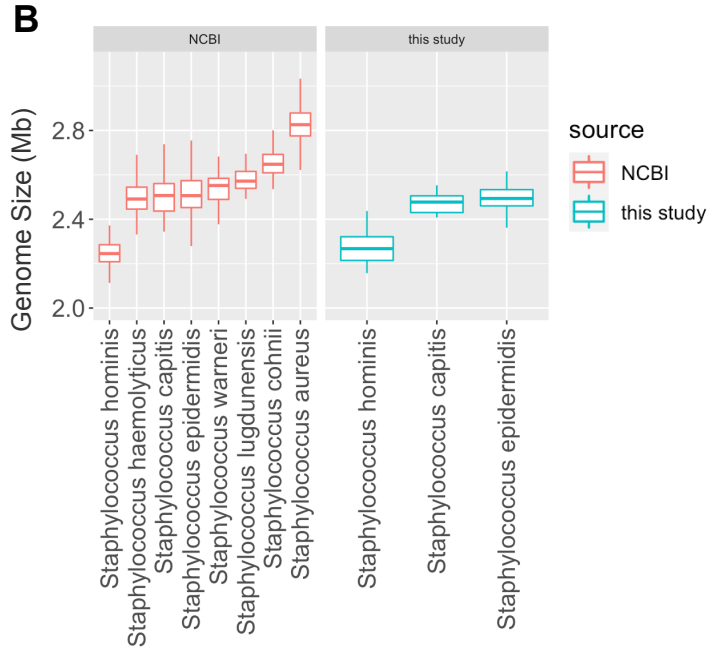 B
NCBI
this study
Genome Size (Mb)
2.8
2.4
2.0
Staphylococcus hominis
Staphylococcus haemolyticus
Staphylococcus capitis
Staphylococcus epidermidis
Staphylococcus warneri
Staphylococcus lugdunensis
Staphylococcus cohnii
Staphylococcus aureus
Staphylococcus hominis
Staphylococcus capitis
Staphylococcus epidermidis
source
NCBI
this study